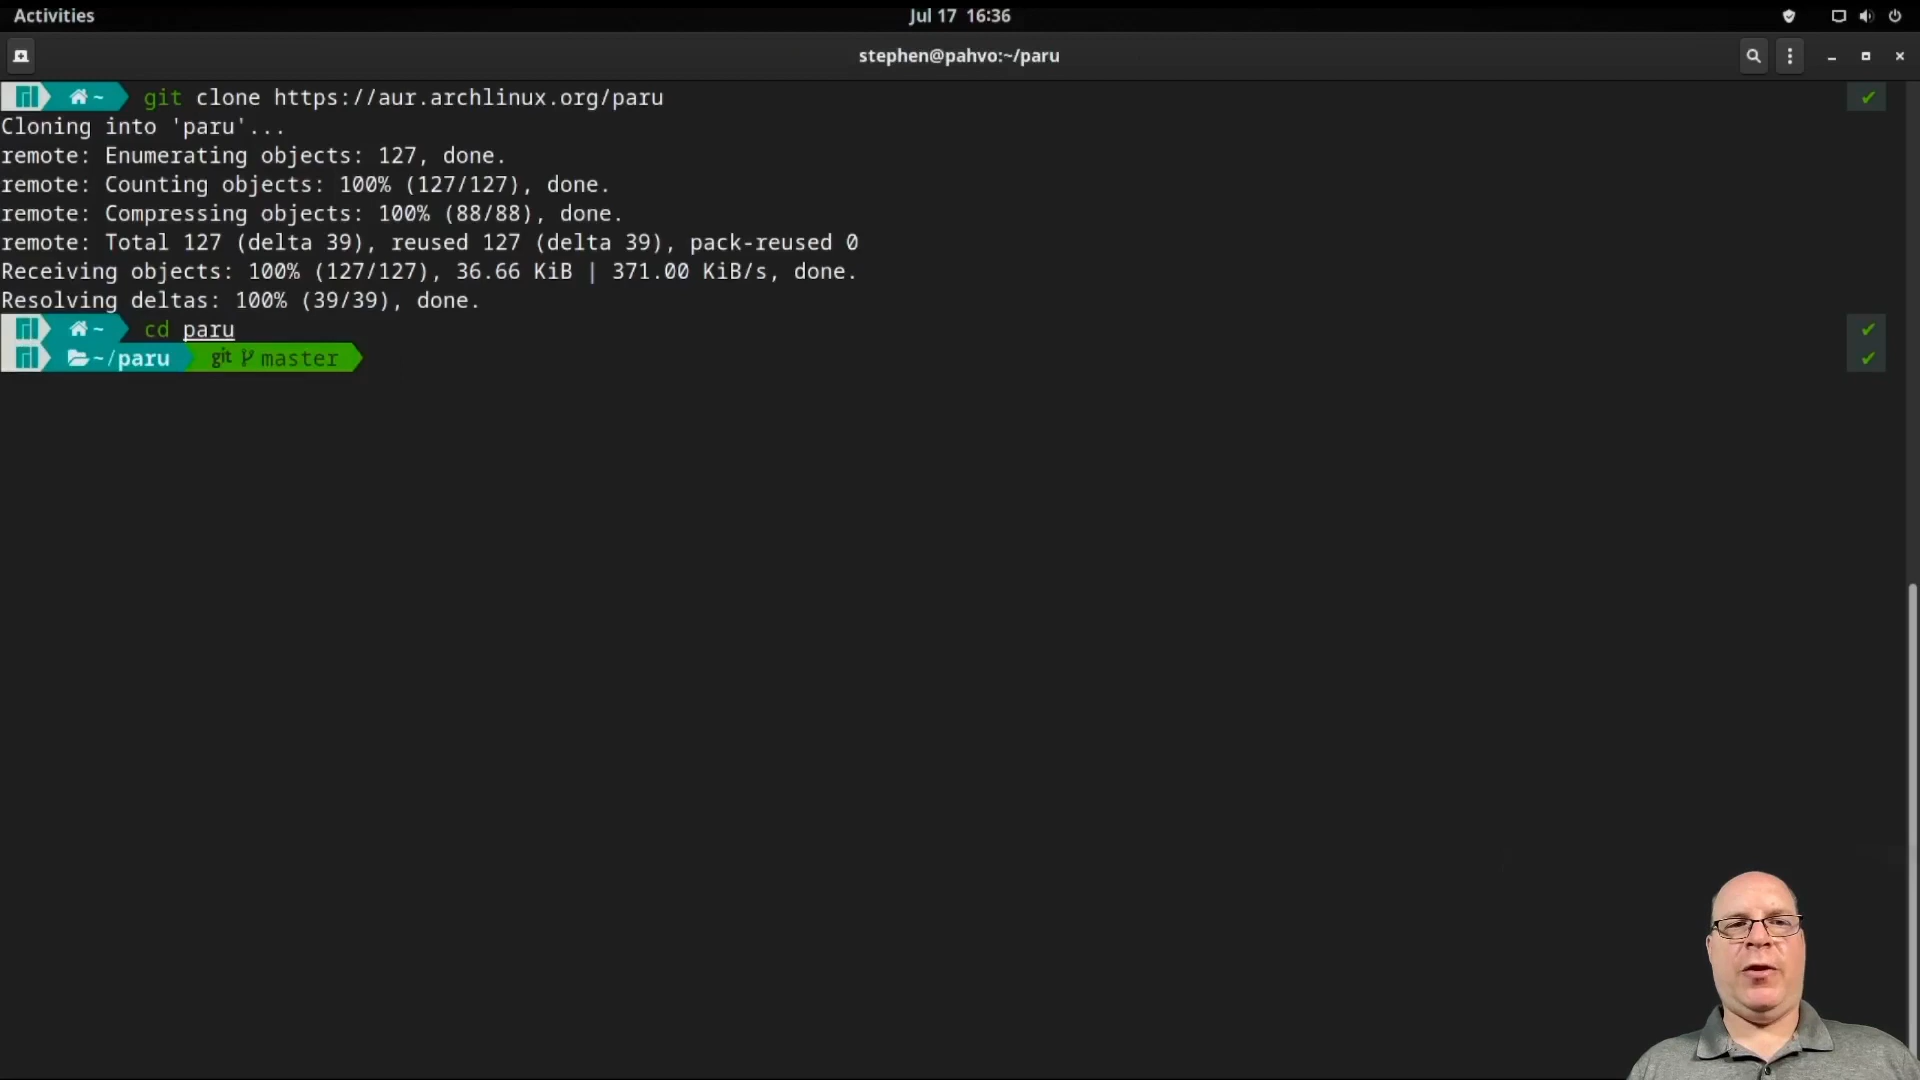 Activities
Jul 17 16:36
stephen@pahvo:~/paru
~ git clone https://aur.archlinux.org/paru
Cloning into 'paru'...
remote: Enumerating objects: 127, done.
remote: Counting objects: 100% (127/127), done.
remote: Compressing objects: 100% (88/88), done.
remote: Total 127 (delta 39), reused 127 (delta 39), pack-reused 0
Receiving objects: 100% (127/127), 36.66 KiB | 371.00 KiB/s, done.
Resolving deltas: 100% (39/39), done.
~ cd paru
~/paru git master